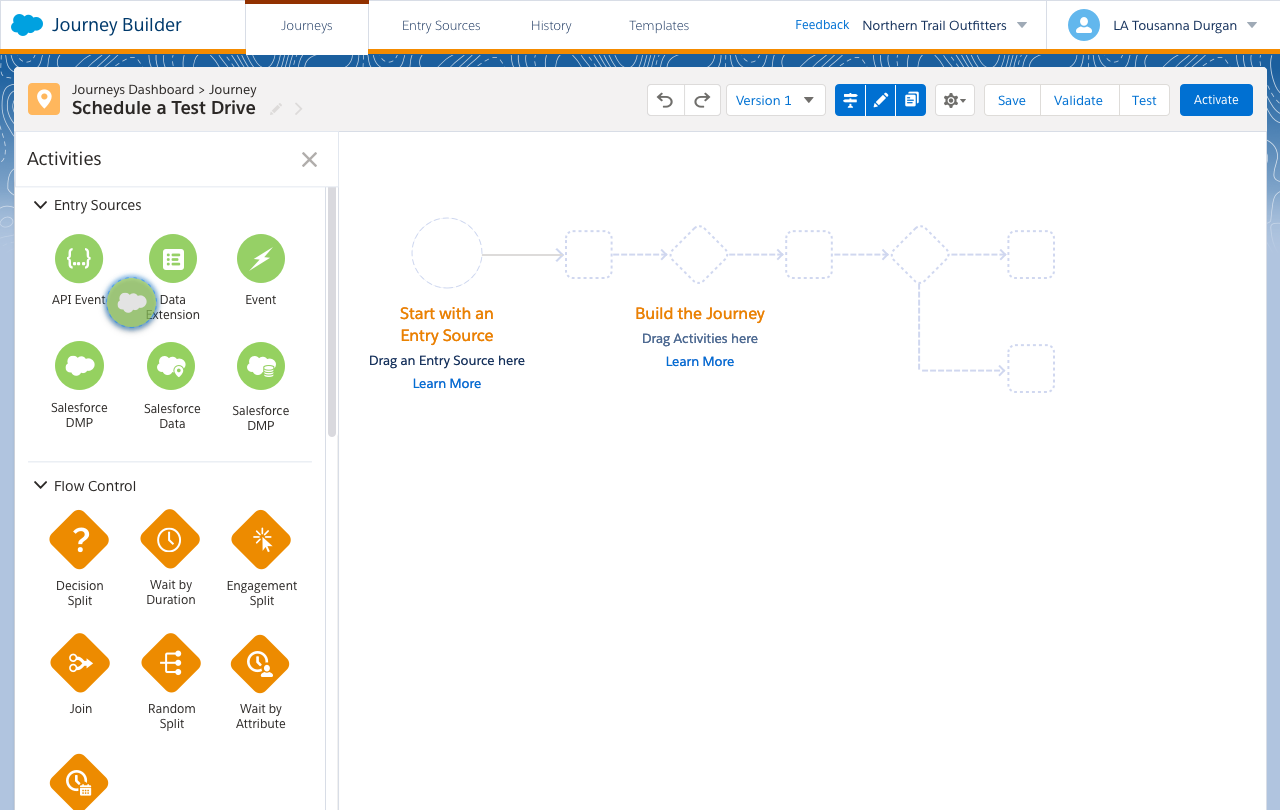 Journey Builder
Journeys
Entry Sources
History
Templates
Feedback
Northern Trail Outfitters
LA Tousanna Durgan
Journeys Dashboard > Journey
Schedule a Test Drive
Version 1
Save
Validate
Test
Activate
Activities
Entry Sources
{...}
API Event
Data
Extension
Event
Salesforce
DMP
Salesforce
Data
Salesforce
DMP
Flow Control
?
Decision
Split
Wait by
Duration
Engagement
Split
Join
Random
Split
Wait by
Attribute
Start with an
Entry Source
Drag an Entry Source here
Learn More
Build the Journey
Drag Activities here
Learn More